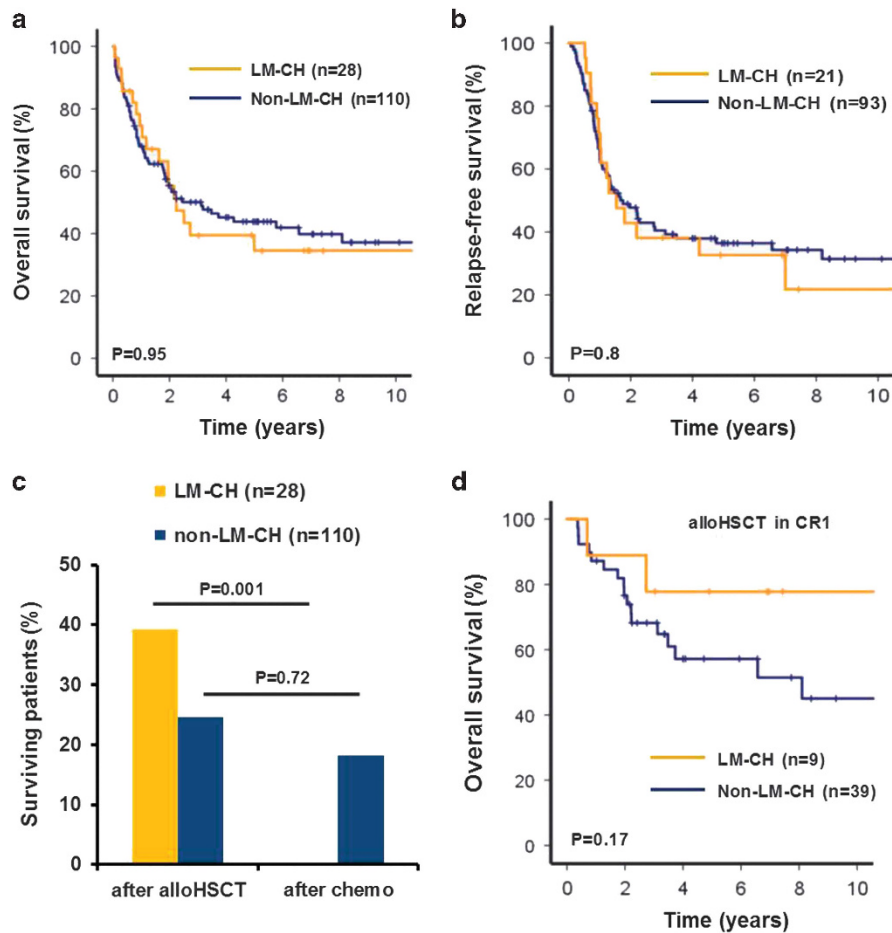 a
100
80
60
40
20
0
Overall survival (%)
LM-CH (n=28)
Non-LM-CH (n=110)
P=0.95
0 2 4 6 8 10
Time (years)
b
100
80
60
40
20
0
Relapse-free survival (%)
LM-CH (n=21)
Non-LM-CH (n=93)
P=0.8
0 2 4 6 8 10
Time (years)
c
LM-CH (n=28)
non-LM-CH (n=110)
50
40
30
20
10
0
Surviving patients (%)
P=0.001
P=0.72
after alloHSCT after chemo
d
100
80
60
40
20
0
Overall survival (%)
alloHSCT in CR1
LM-CH (n=9)
Non-LM-CH (n=39)
P=0.17
0 2 4 6 8 10
Time (years)